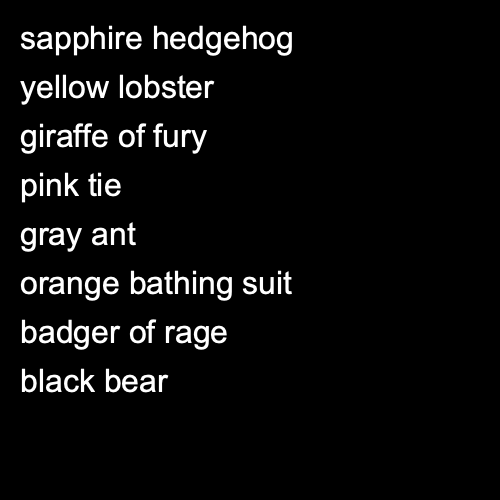 sapphire hedgehog
yellow lobster
giraffe of fury
pink tie
gray ant
orange bathing suit
badger of rage
black bear